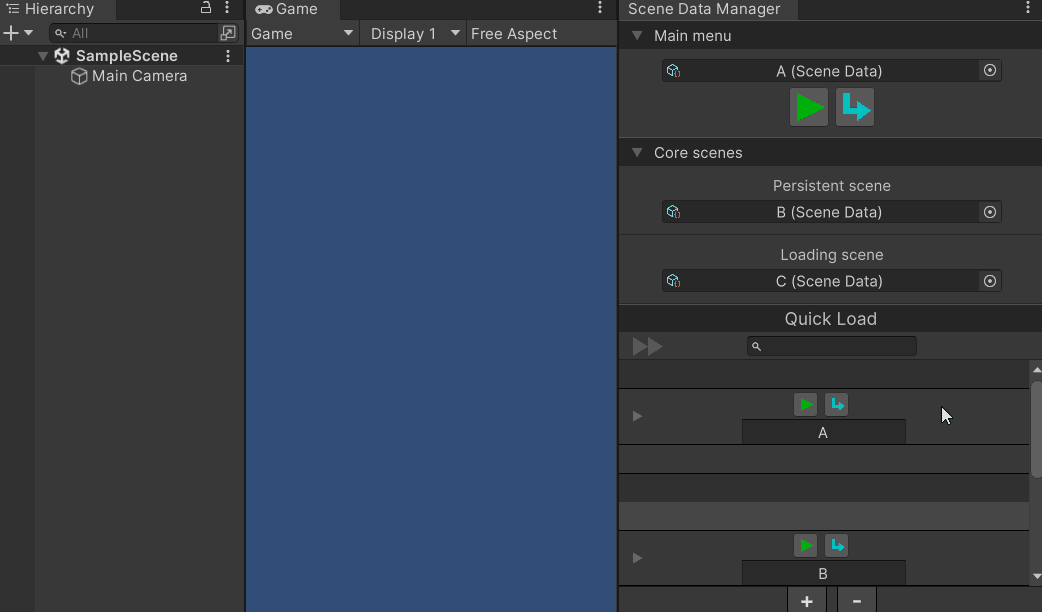 Hierarchy
All
SampleScene
Main Camera
Game
Game
Display 1
Free Aspect
Scene Data Manager
Main menu
A (Scene Data)
Core scenes
Persistent scene
B (Scene Data)
Loading scene
C (Scene Data)
Quick Load
A
B
+
-